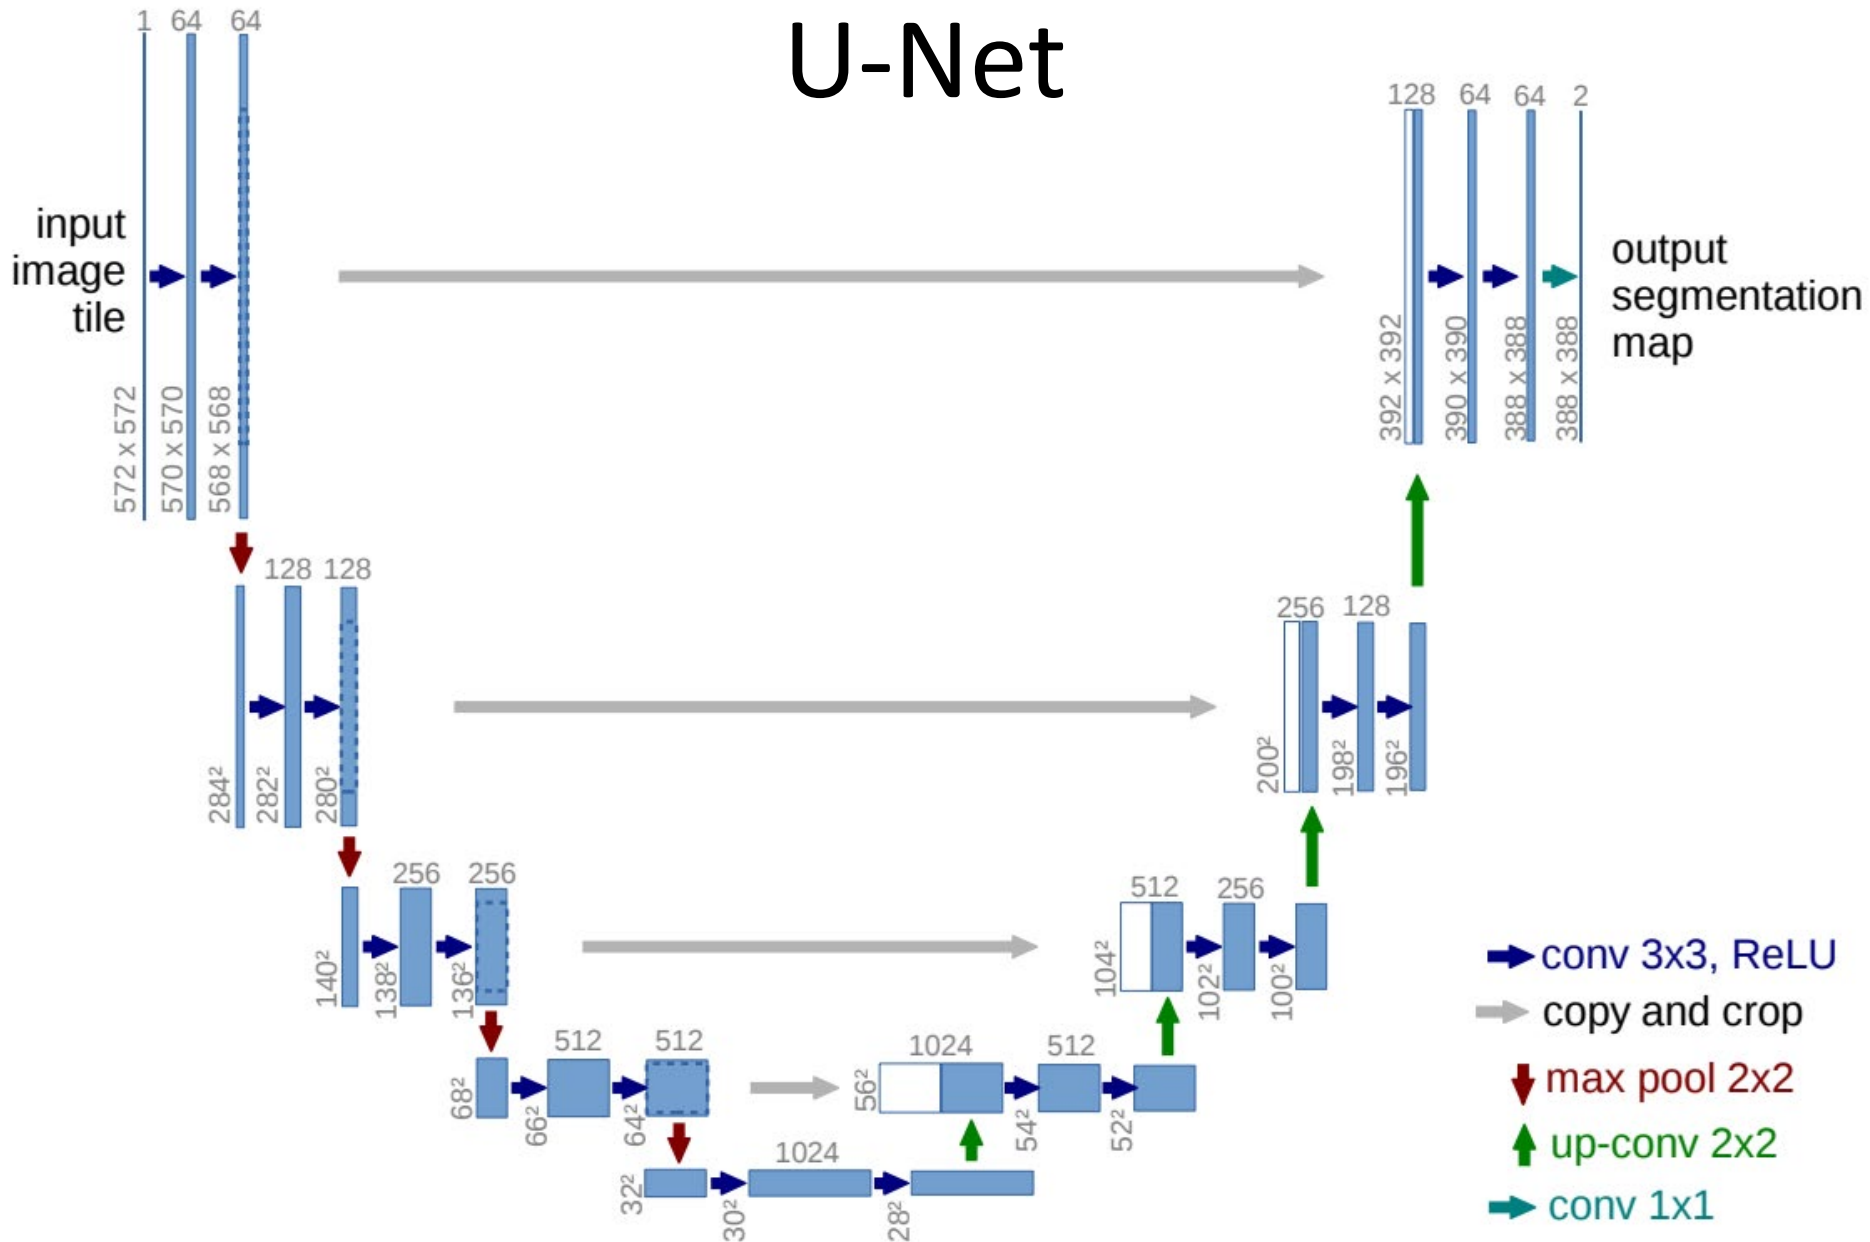 U-Net
1 64 64
128 64 64 2
input
image
tile
572 x 572
570 x 570
568 x 568
392 x 392
390 x 390
388 x 388
388 x 388
output
segmentation
map
128 128
284²
282²
280²
256 128
200²
198²
196²
256 256
140²
138²
136²
512 256
104²
102²
100²
512 512
68²
66²
64²
1024 512
56²
54²
52²
1024
32²
30²
28²
conv 3x3, ReLU
copy and crop
max pool 2x2
up-conv 2x2
conv 1x1